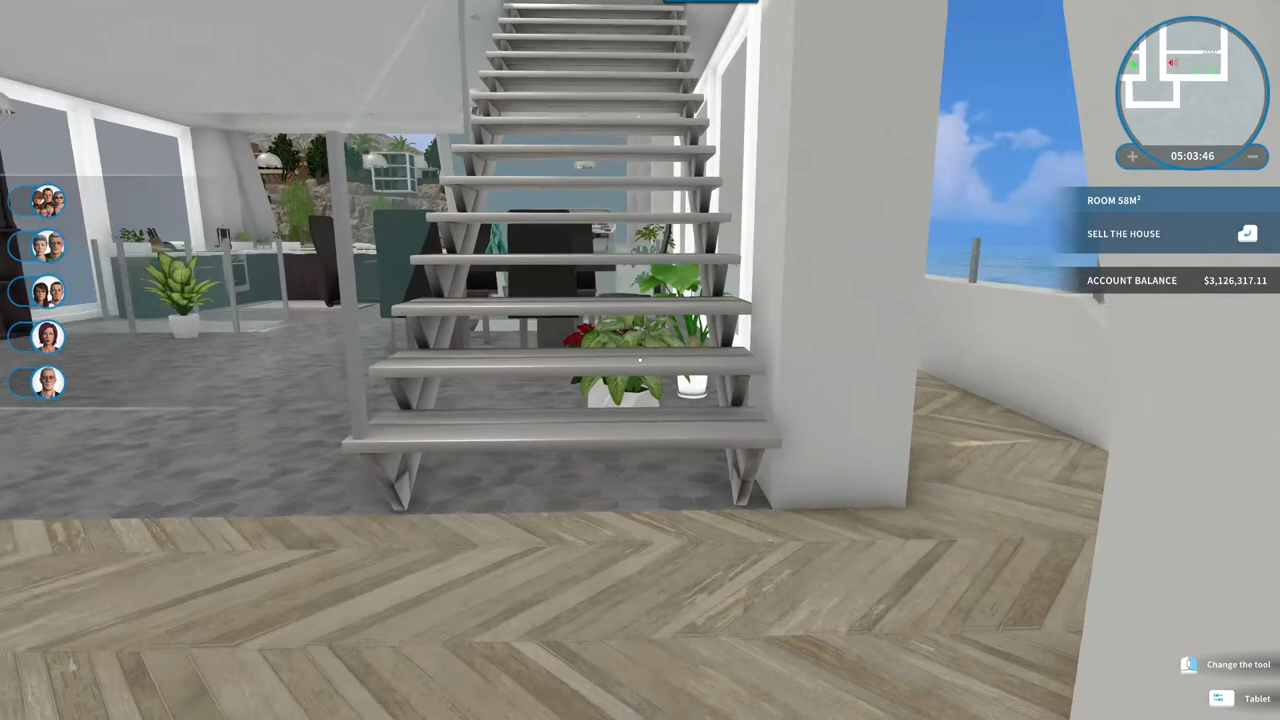 05:03:46
ROOM 58M²
SELL THE HOUSE
ACCOUNT BALANCE $3,126,317.11
Change the tool
Tablet